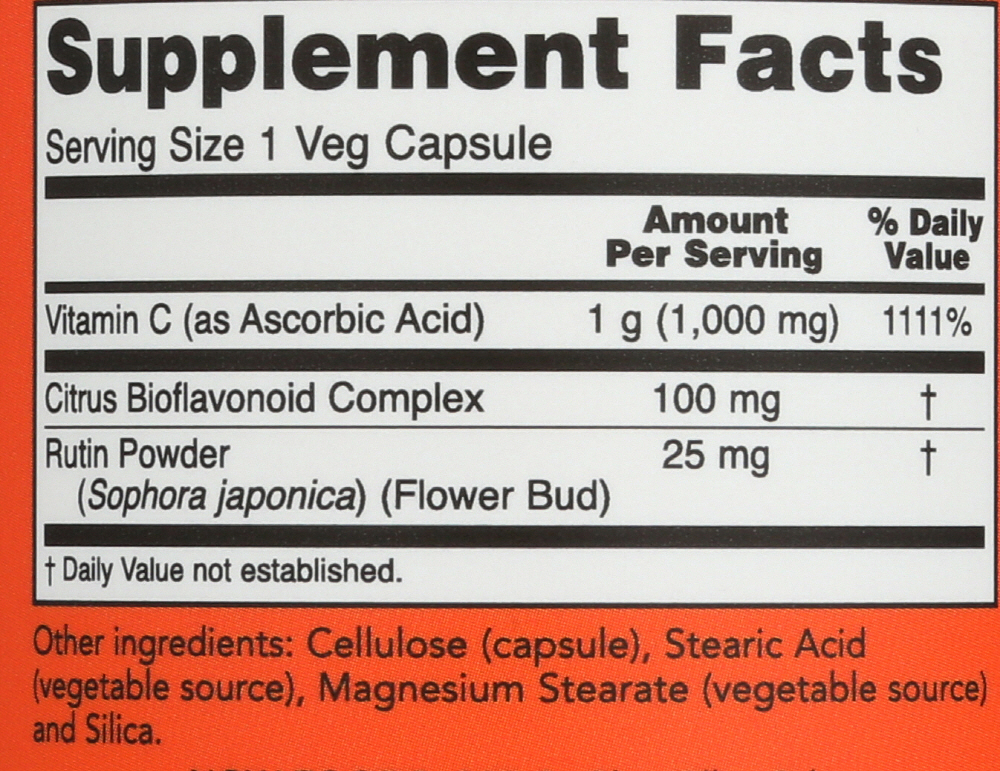 Supplement Facts
Serving Size 1 Veg Capsule
Amount Per Serving
% Daily Value
Vitamin C (as Ascorbic Acid) 1 g (1,000 mg) 1111%
Citrus Bioflavonoid Complex 100 mg †
Rutin Powder 25 mg †
(Sophora japonica) (Flower Bud)
† Daily Value not established.
Other ingredients: Cellulose (capsule), Stearic Acid
(vegetable source), Magnesium Stearate (vegetable source)
and Silica.